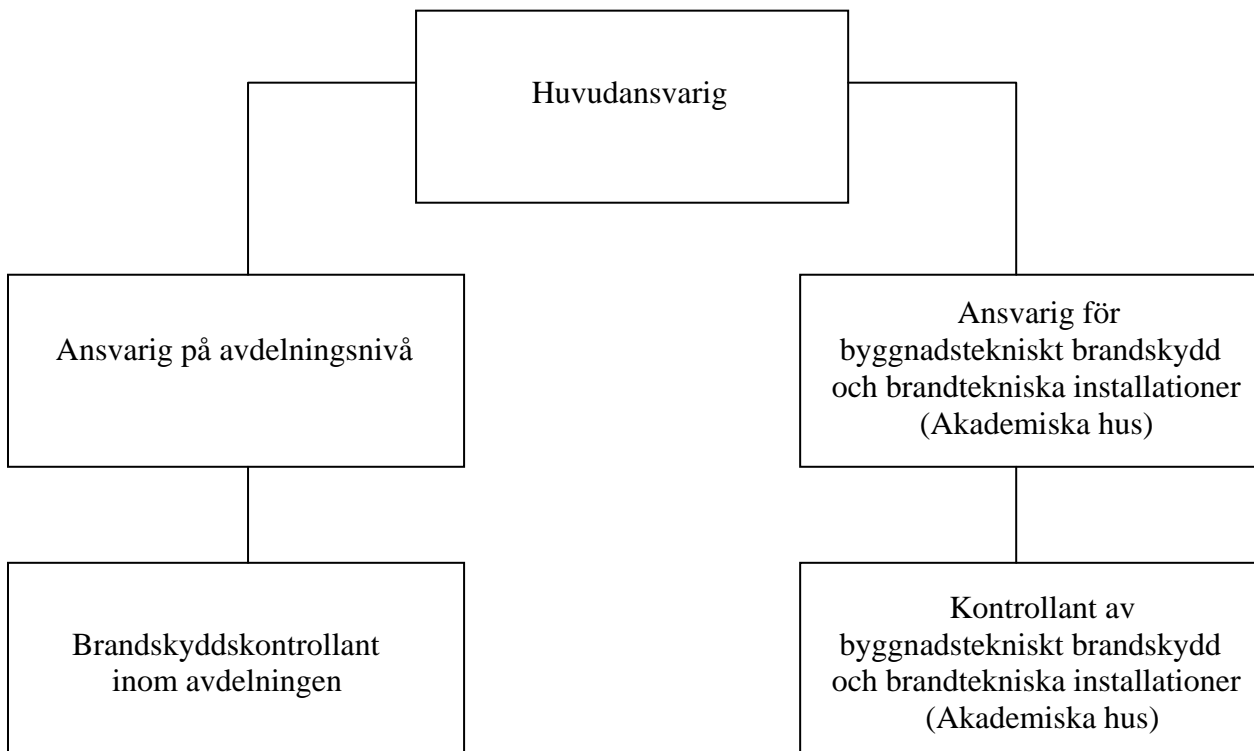 Huvudansvarig
Ansvarig på avdelningsnivå
Ansvarig för
byggnadstekniskt brandskydd
och brandtekniska installationer
(Akademiska hus)
Brandskyddskontrollant
inom avdelningen
Kontrollant av
byggnadstekniskt brandskydd
och brandtekniska installationer
(Akademiska hus)